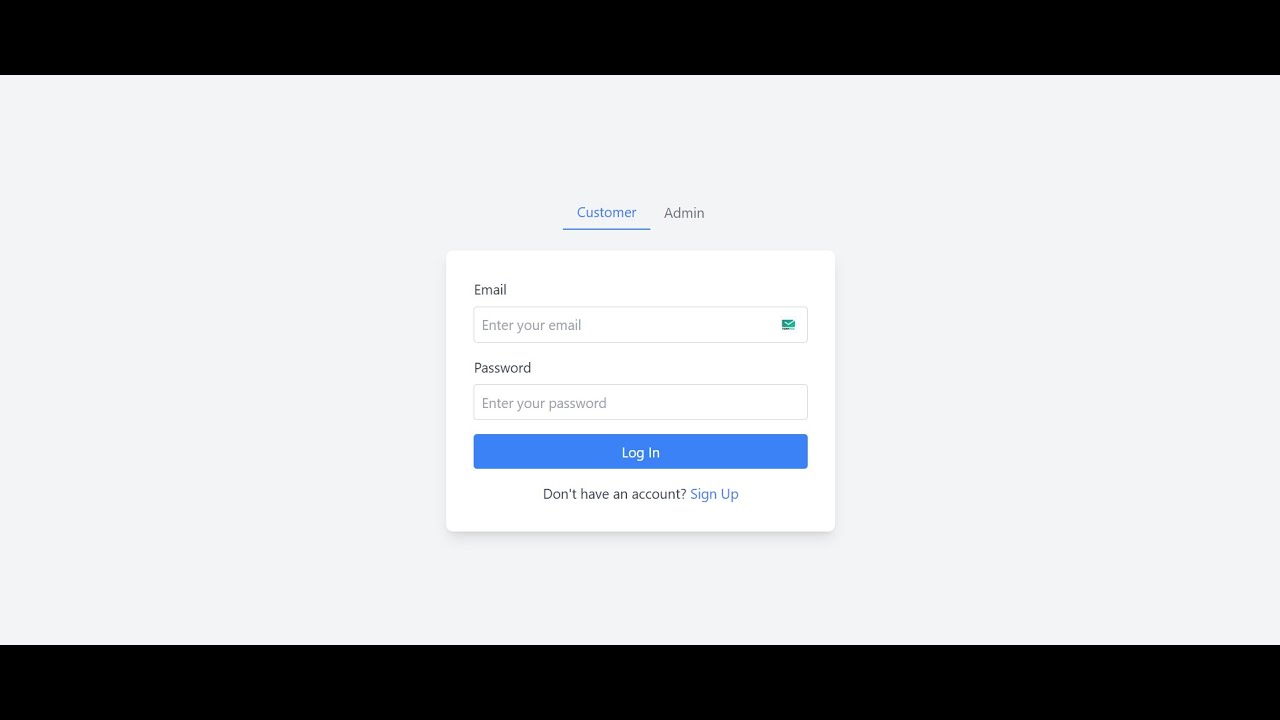 Customer Admin
Email
Enter your email
Password
Enter your password
Log In
Don't have an account? Sign Up